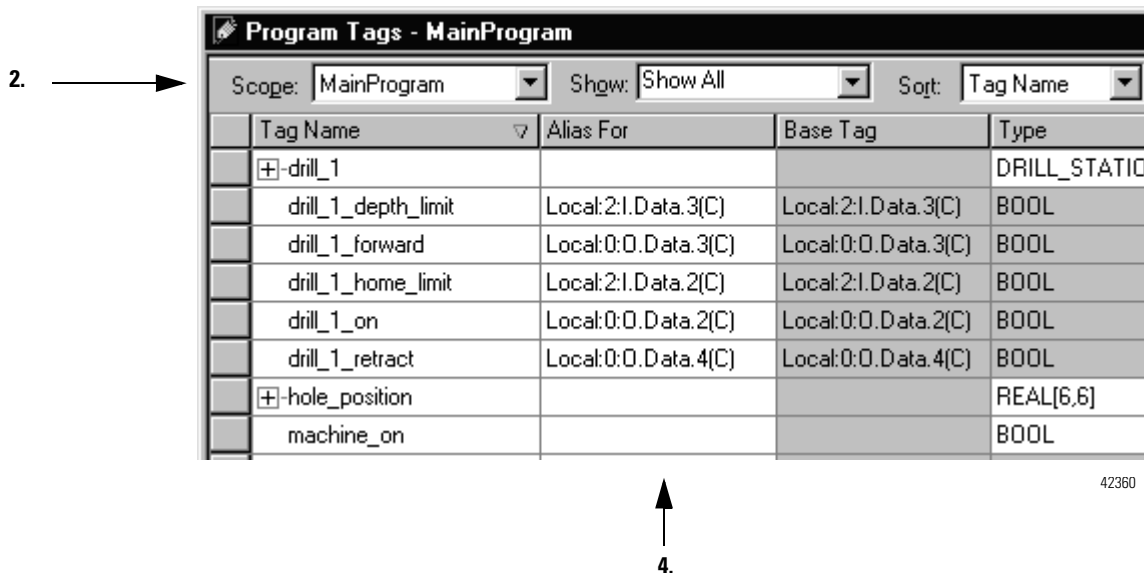 Program Tags - MainProgram
2. Scope: MainProgram Show: Show All Sort: Tag Name
Tag Name Alias For Base Tag Type
drill_1 DRILL_STATIO
drill_1_depth_limit Local:2:I.Data.3(C) Local:2:I.Data.3(C) BOOL
drill_1_forward Local:0:O.Data.3(C) Local:0:O.Data.3(C) BOOL
drill_1_home_limit Local:2:I.Data.2(C) Local:2:I.Data.2(C) BOOL
drill_1_on Local:0:O.Data.2(C) Local:0:O.Data.2(C) BOOL
drill_1_retract Local:0:O.Data.4(C) Local:0:O.Data.4(C) BOOL
hole_position REAL[6,6]
machine_on BOOL
42360
4.